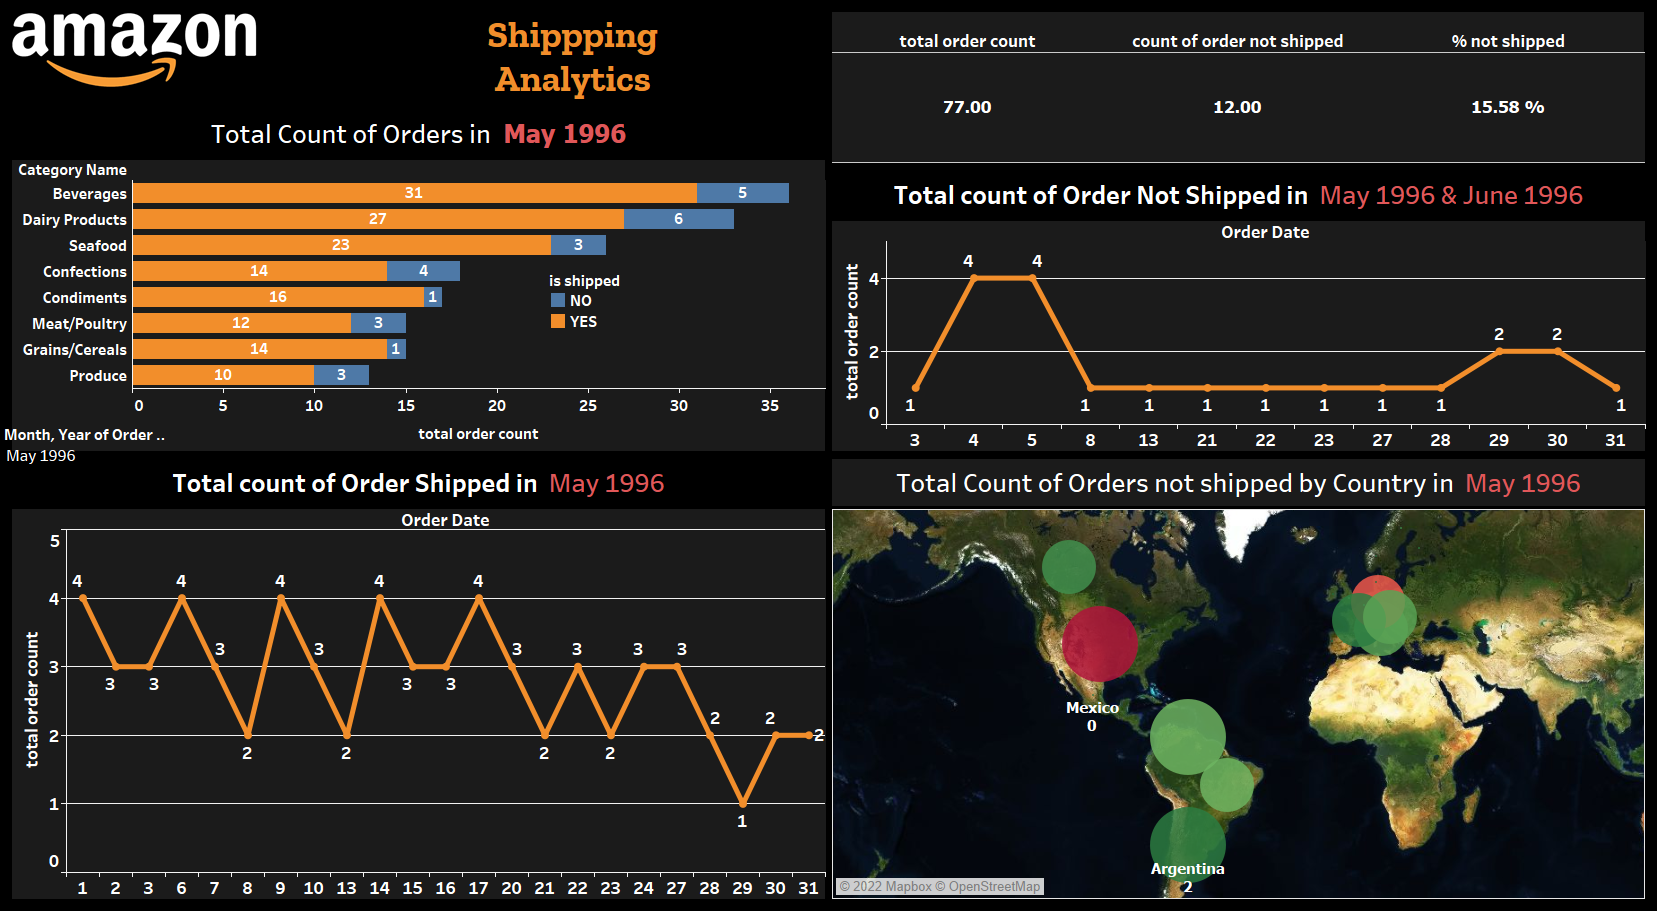 amazon
Shippping
Analytics
total order count
count of order not shipped
% not shipped
77.00
12.00
15.58 %
Total Count of Orders in May 1996
Category Name
Beverages 31 5
Dairy Products 27 6
Seafood 23 3
Confections 14 4
Condiments 16 1
Meat/Poultry 12 3
Grains/Cereals 14 1
Produce 10 3
is shipped
NO
YES
0 5 10 15 20 25 30 35
total order count
Month, Year of Order ..
May 1996
Total count of Order Not Shipped in May 1996 & June 1996
Order Date
total order count
4
2
0
1 4 4 1 1 1 1 1 1 1 2 2 1
3 4 5 8 13 21 22 23 27 28 29 30 31
Total count of Order Shipped in May 1996
Order Date
total order count
5
4
3
2
1
0
4 3 3 4 3 2 4 3 2 4 3 3 4 3 2 3 2 3 3 2 1 2 2
1 2 3 6 7 8 9 10 13 14 15 16 17 20 21 22 23 24 27 28 29 30 31
Total Count of Orders not shipped by Country in May 1996
Mexico
0
Argentina
2
© 2022 Mapbox © OpenStreetMap